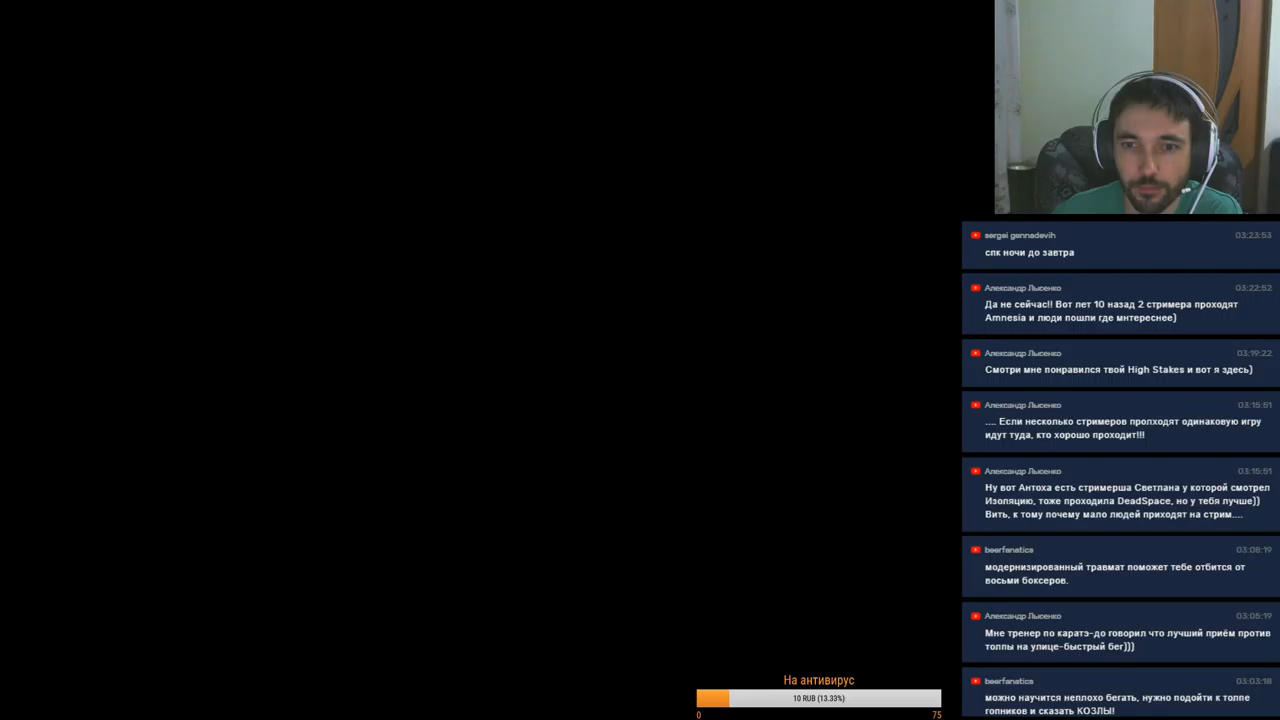 sergei gennadevih 03:23:53
спк ночи до завтра
Александр Лысенко 03:22:52
Да не сейчас!! Вот лет 10 назад 2 стримера проходят
Amnesia и люди пошли где мнтереснее)
Александр Лысенко 03:19:22
Смотри мне понравился твой High Stakes и вот я здесь)
Александр Лысенко 03:15:51
.... Если несколько стримеров пролходят одинаковую игру
идут туда, кто хорошо проходит!!!
Александр Лысенко 03:15:51
Ну вот Антоха есть стримерша Светлана у которой смотрел
Изоляцию, тоже проходила DeadSpace, но у тебя лучше))
Вить, к тому почему мало людей приходят на стрим....
beerfanatics 03:08:19
модернизированный травмат поможет тебе отбится от
восьми боксеров.
Александр Лысенко 03:05:19
Мне тренер по каратэ-до говорил что лучший приём против
толпы на улице-быстрый бег)))
beerfanatics 03:03:18
можно научится неплохо бегать, нужно подойти к толпе
гопников и сказать КОЗЛЫ!
На антивирус
10 RUB (13.33%)
0 75